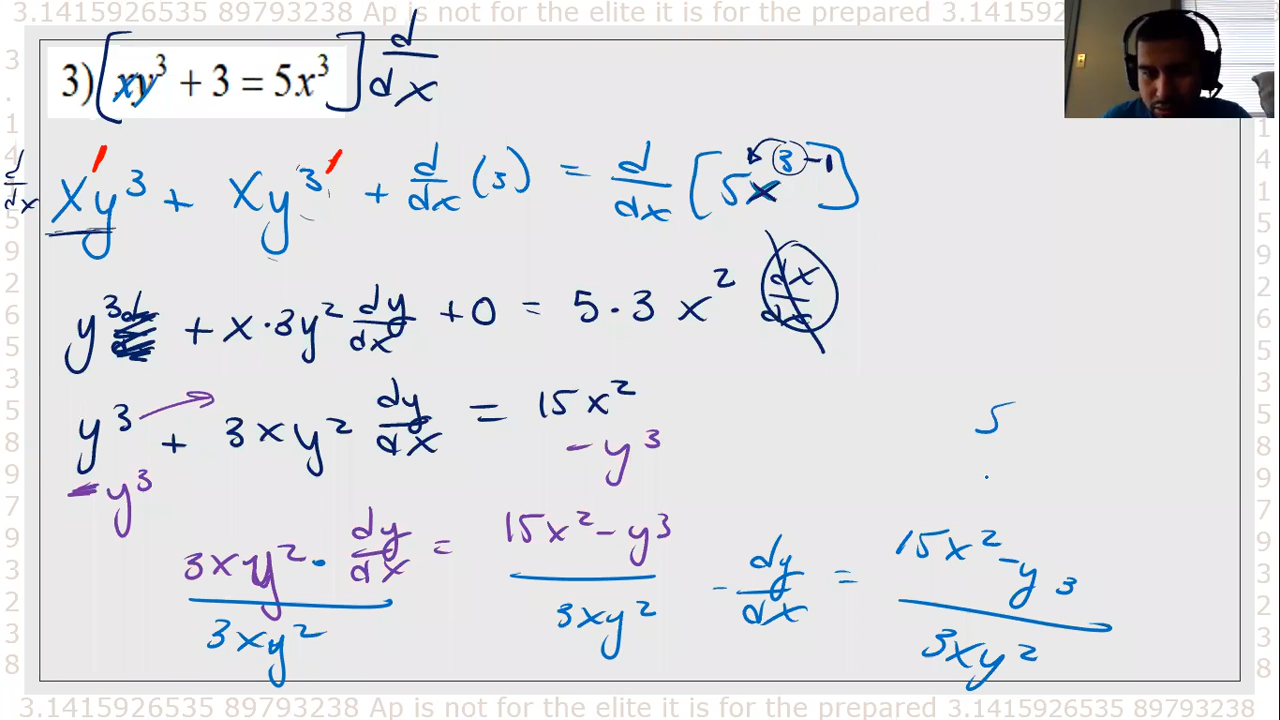 3.1415926535 89793238 Ap is not for the elite it is for the prepared 3.1415926535
3) [xy³ + 3 = 5x³] d/dx
x'y³ + xy³' + d/dx (3) = d/dx [5x³⁻¹]
y³ + x·3y² dy/dx + 0 = 5·3 x² dx/dx
y³ + 3xy² dy/dx = 15x²
-y³ -y³
5
3xy² · dy/dx = 15x² - y³ - dy/dx = 15x² - y³
3xy² 3xy² 3xy²
3.1415926535 89793238 Ap is not for the elite it is for the prepared 3.1415926535 89793238